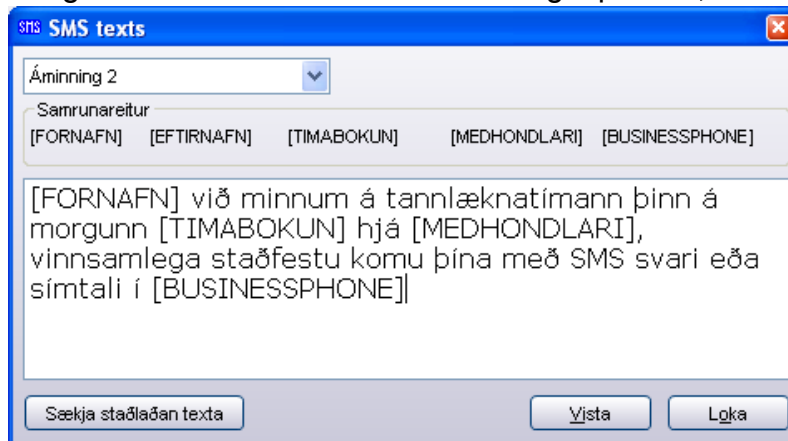 SMS SMS texts
Áminning 2
Samrunareitur
[FORNAFN] [EFTIRNAFN] [TIMABOKUN] [MEDHONDLARI] [BUSINESSPHONE]
[FORNAFN] við minnum á tannlæknatímann þinn á
morgunn [TIMABOKUN] hjá [MEDHONDLARI],
vinnsamlega staðfestu komu þína með SMS svari eða
símtali í [BUSINESSPHONE]
Sækja staðlaðan texta Vista Loka